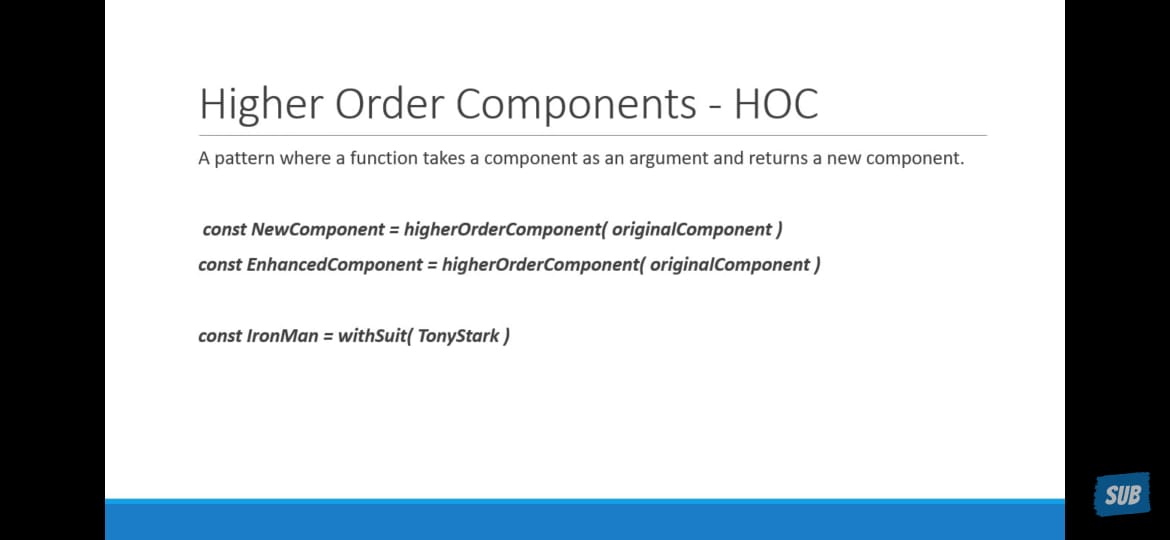 Higher Order Components - HOC
A pattern where a function takes a component as an argument and returns a new component.
const NewComponent = higherOrderComponent( originalComponent )
const EnhancedComponent = higherOrderComponent( originalComponent )
const IronMan = withSuit( TonyStark )
SUB